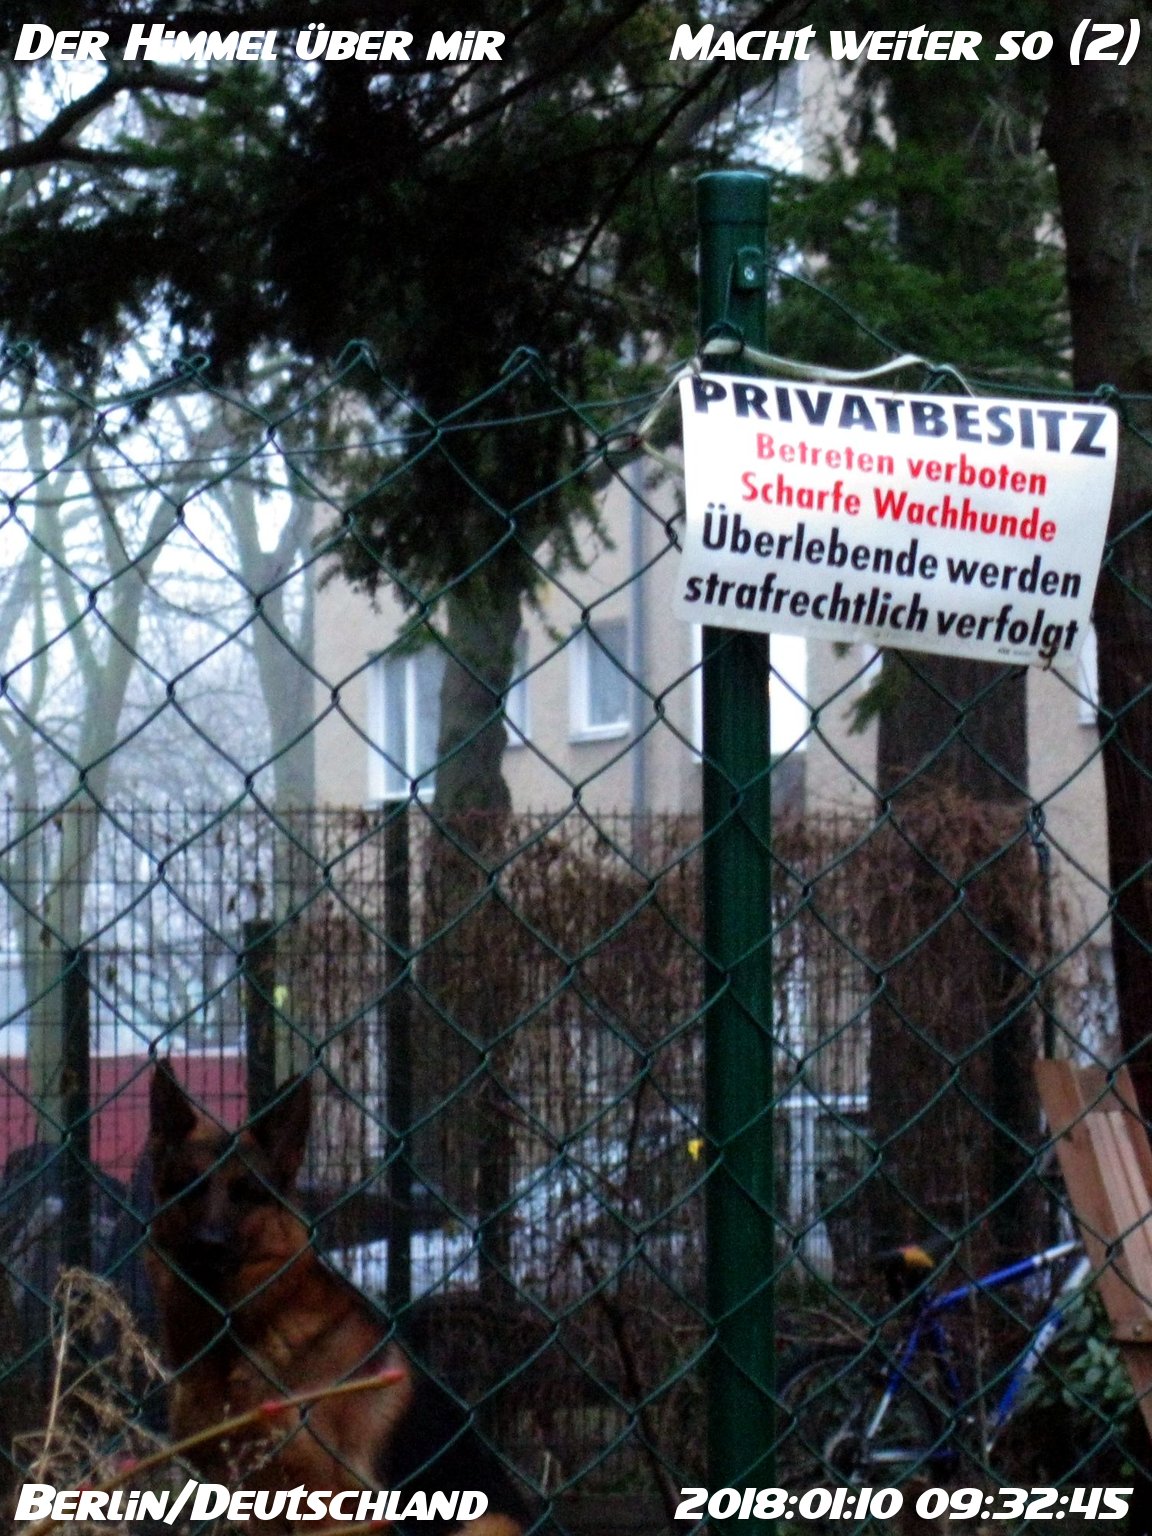 Der Himmel über mir
Macht weiter so (2)
PRIVATBESITZ
Betreten verboten
Scharfe Wachhunde
Überlebende werden
strafrechtlich verfolgt
Berlin/Deutschland
2018:01:10 09:32:45